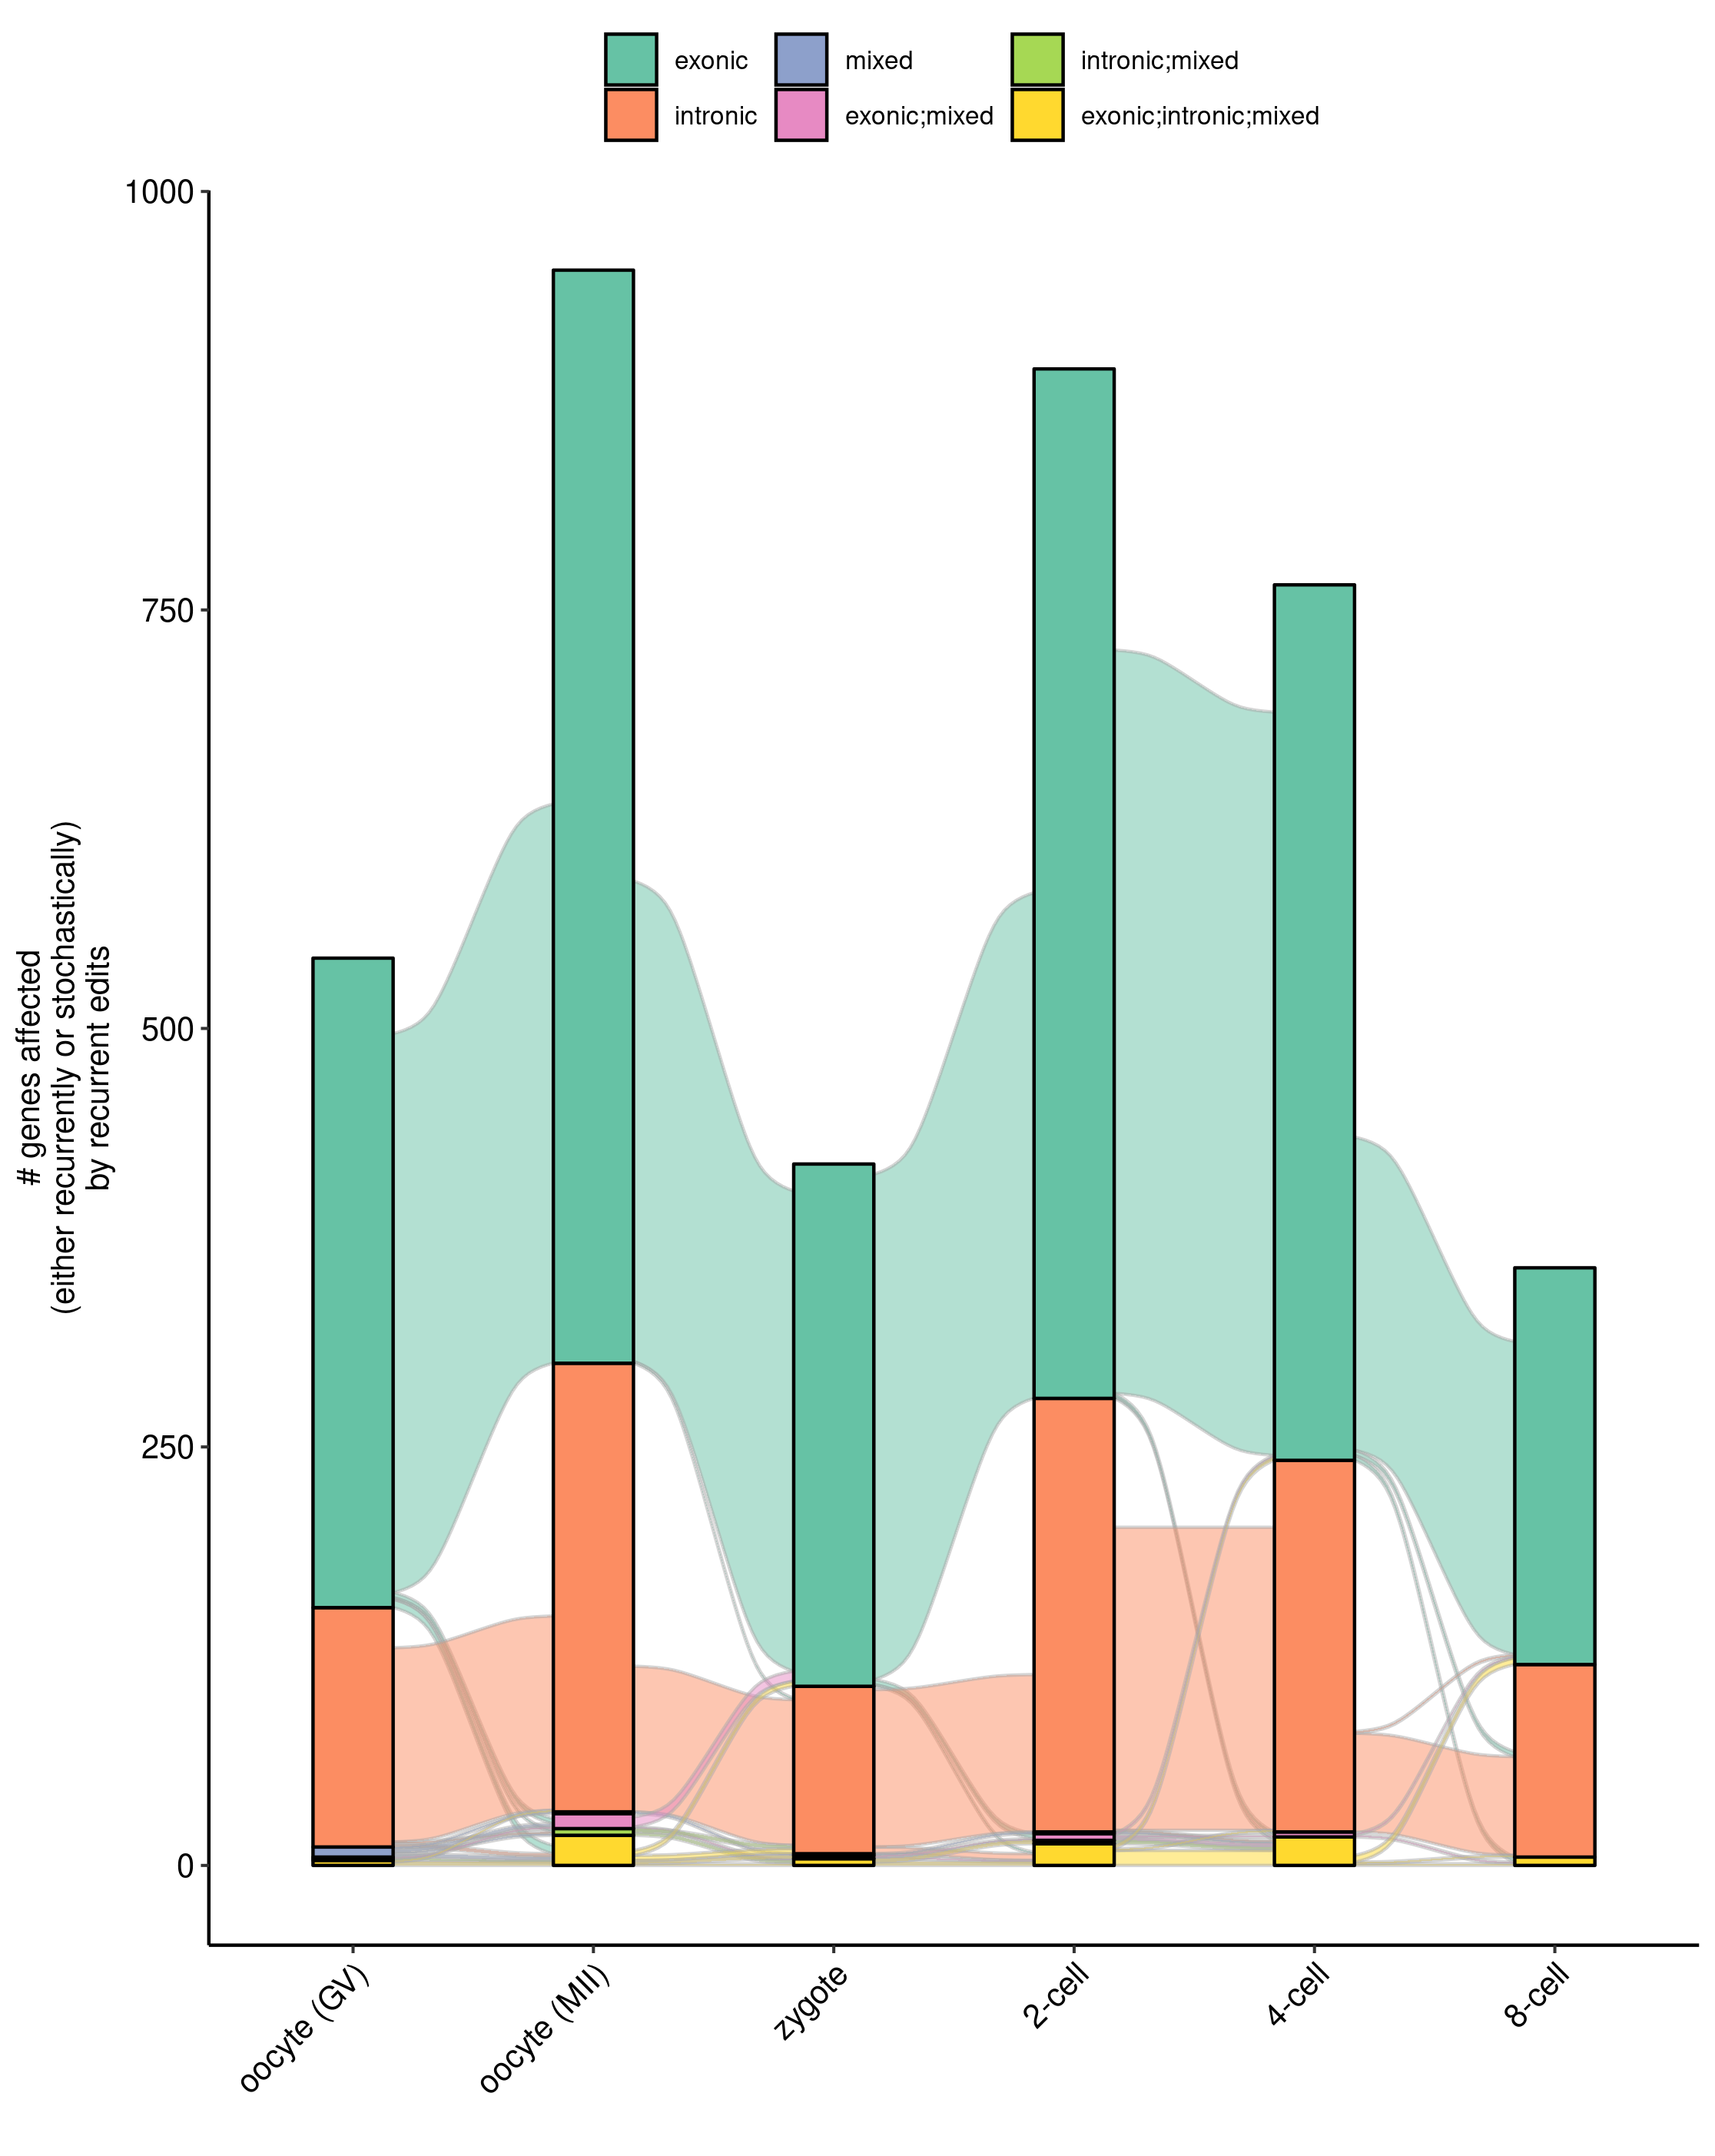 exonic
mixed
intronic;mixed
intronic
exonic;mixed
exonic;intronic;mixed
1000
750
500
250
0
# genes affected
(either recurrently or stochastically)
by recurrent edits
oocyte (GV)
oocyte (MII)
zygote
2-cell
4-cell
8-cell